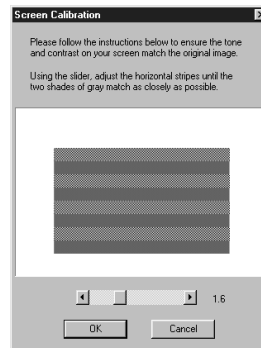 Screen Calibration
Please follow the instructions below to ensure the tone
and contrast on your screen match the original image.
Using the slider, adjust the horizontal stripes until the
two shades of gray match as closely as possible.
1.6
OK Cancel